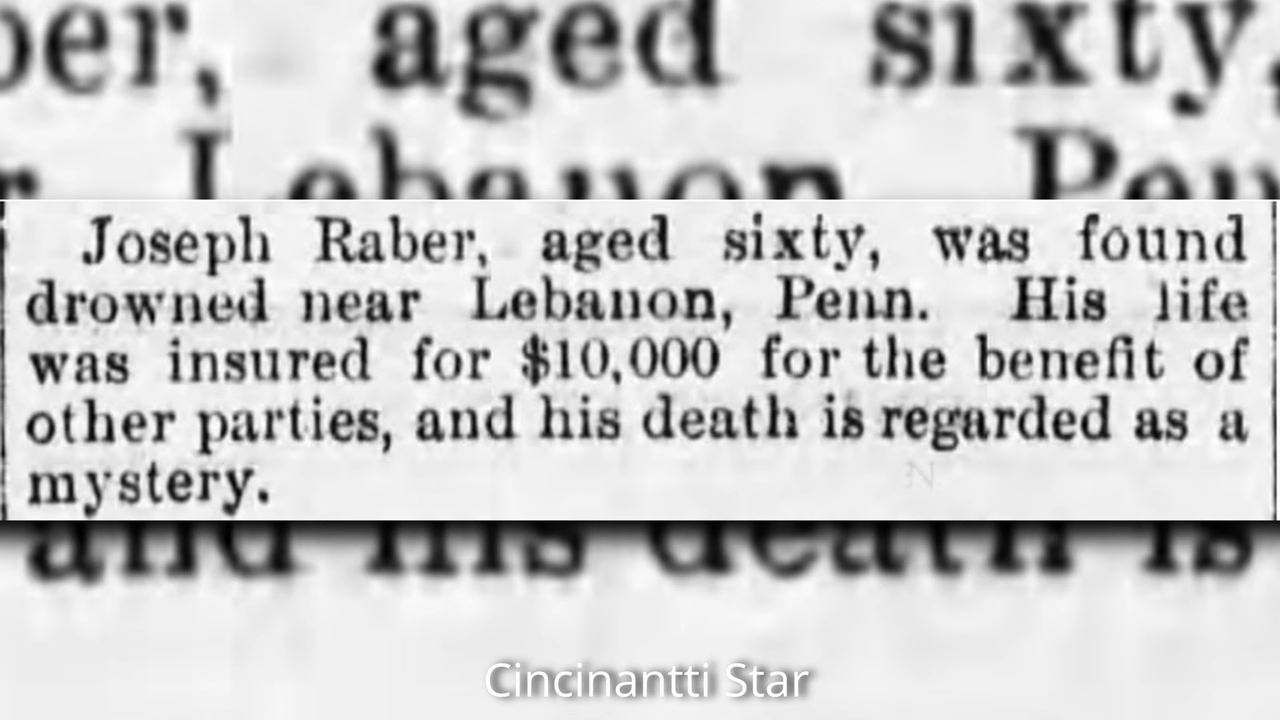 ber, aged sixty,
r Lebanon, Pen
Joseph Raber, aged sixty, was found
drowned near Lebanon, Penn. His life
was insured for $10,000 for the benefit of
other parties, and his death is regarded as a
mystery.
and his death is
Cincinantti Star